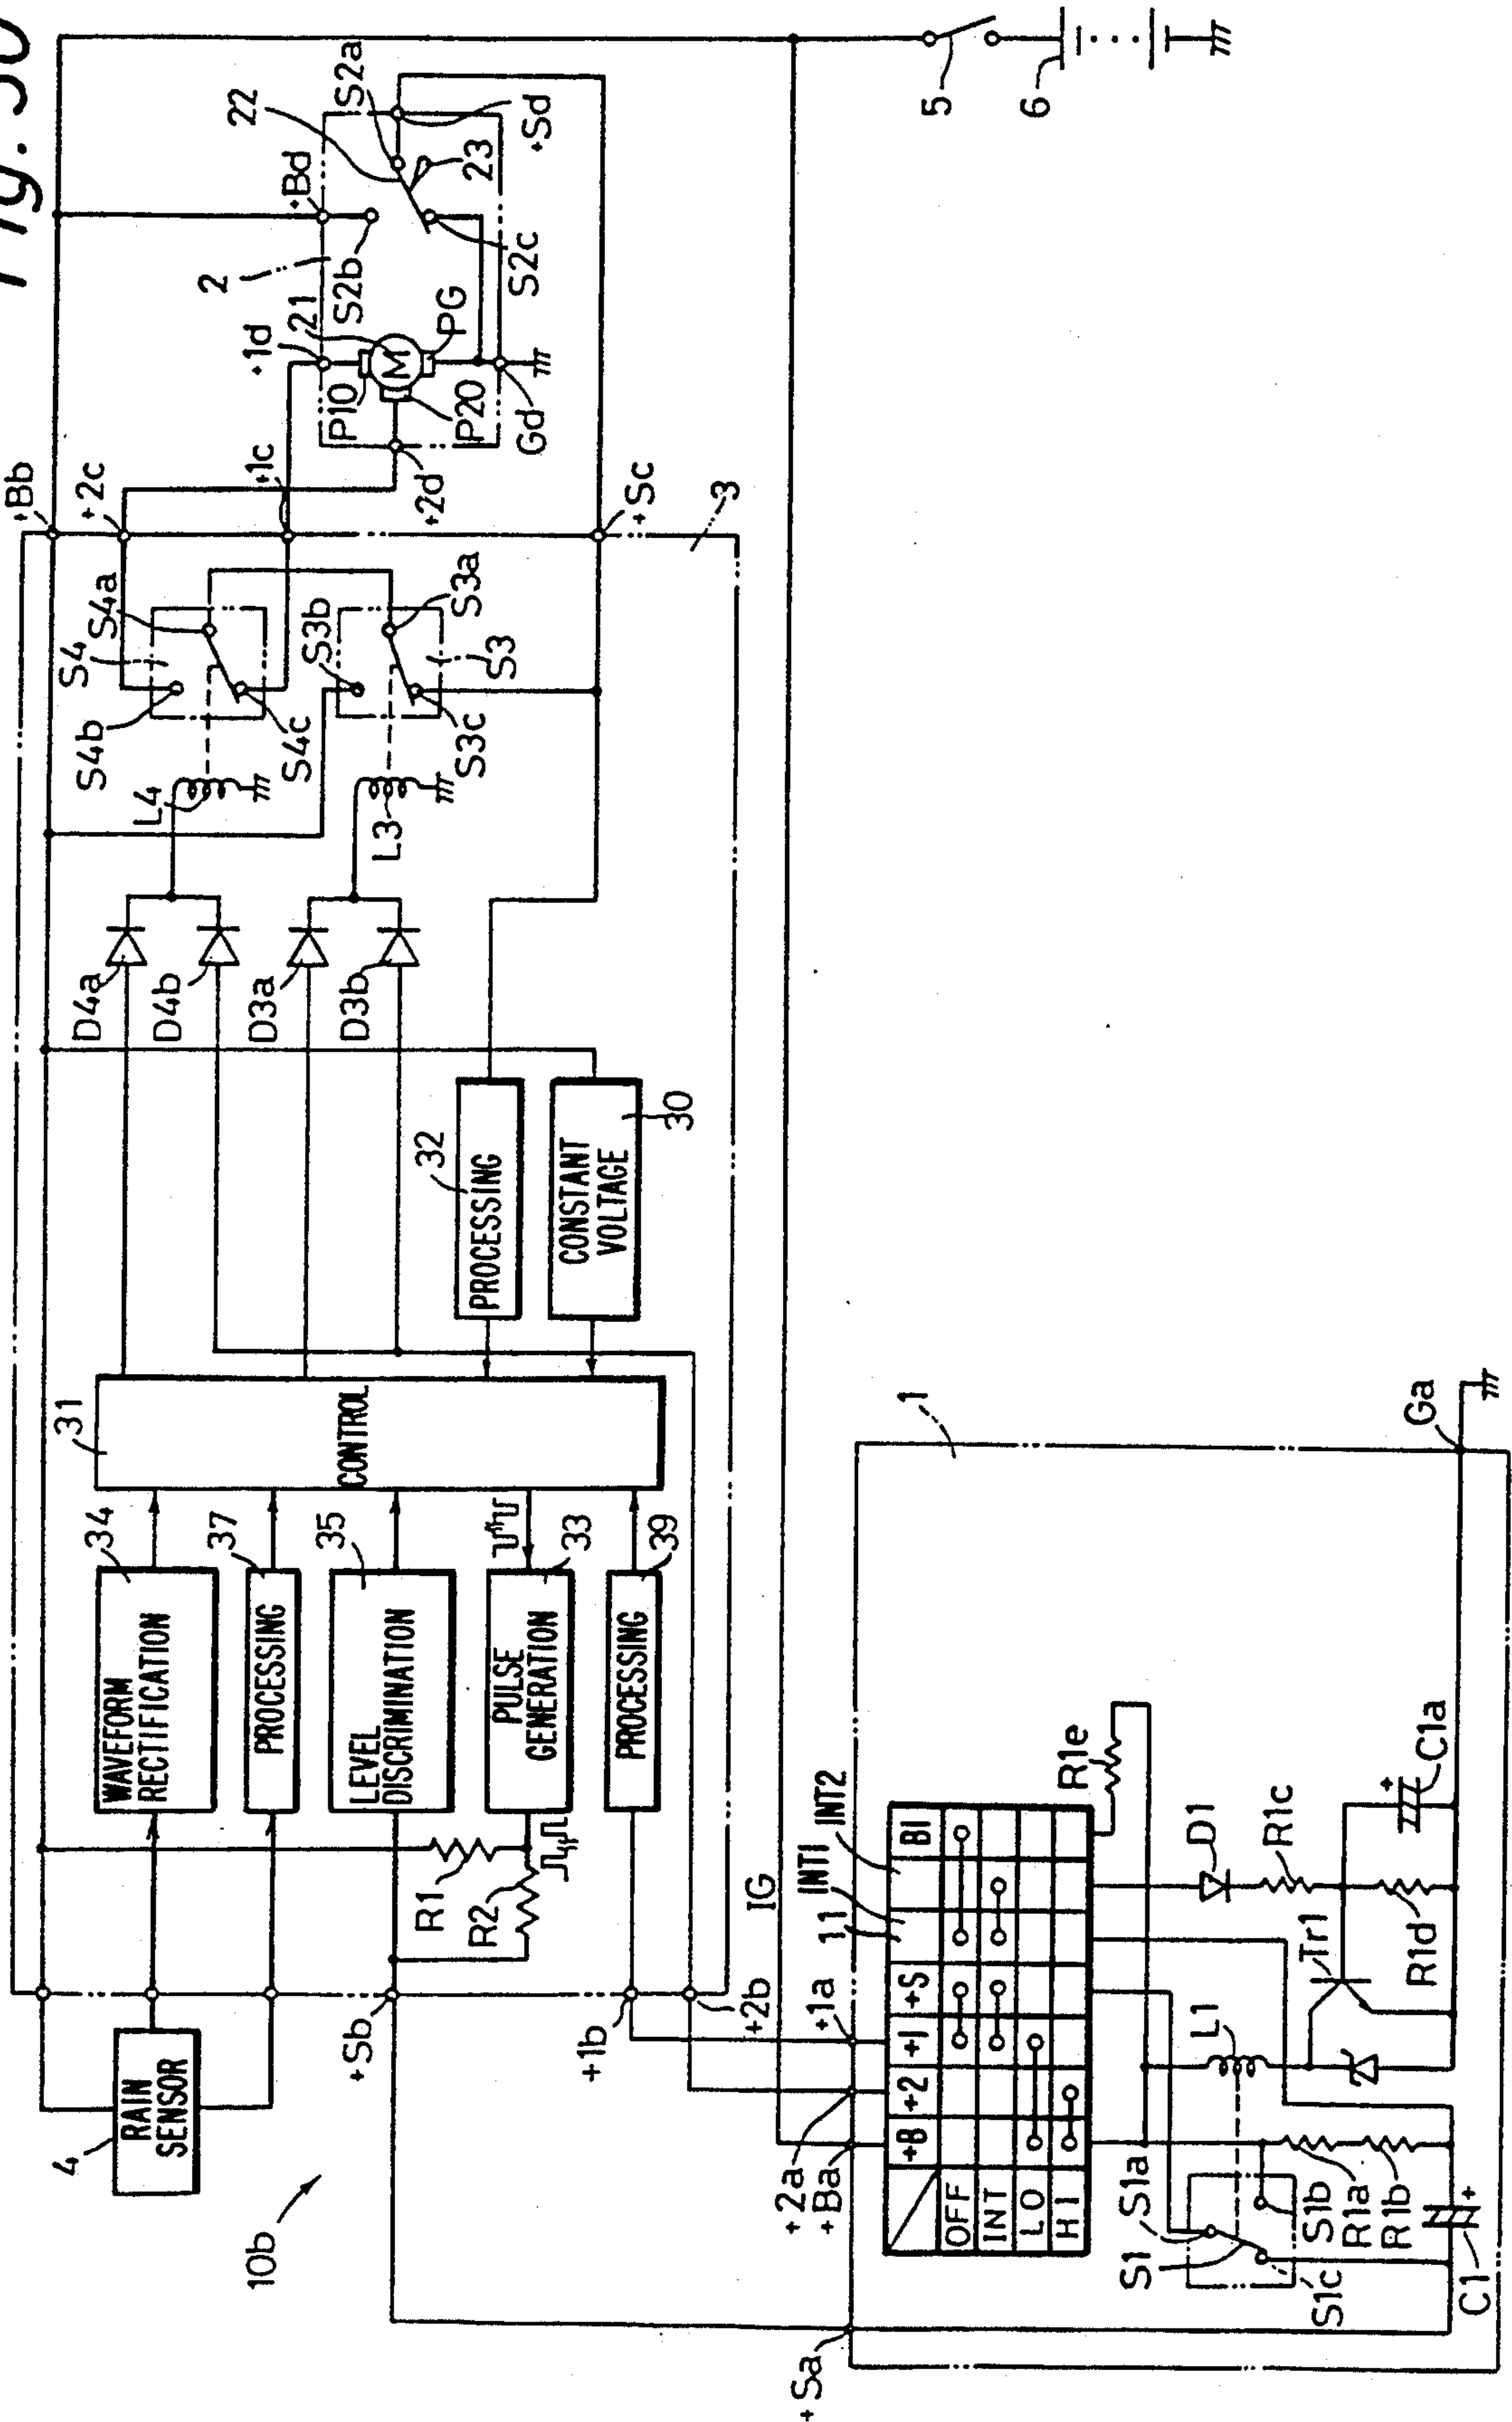 Fig. 30
+Bb
+2c
+1c
+1d
+2d
+Sc
3
+Bd
2
21
22
S2a
S2b
S2c
+Sd
23
P10
P20
PG
M
Gd
S4
S4a
S4b
S4c
S3b
S3a
S3
S3c
L4
L3
D4a
D4b
D3a
D3b
32
PROCESSING
30
CONSTANT
VOLTAGE
31
CONTROL
34
WAVEFORM
RECTIFICATION
37
PROCESSING
35
LEVEL
DISCRIMINATION
33
PULSE
GENERATION
39
PROCESSING
R1
R2
4
RAIN
SENSOR
10b
+Sb
+1b
+2b
IG
5
6
1
Ga
+1a
+2a
+Ba
+Sa
11
INT1
INT2
+B
+2
+1
+S
B1
OFF
INT
LO
HI
R1e
D1
R1c
C1a
+
R1d
Tr1
L1
S1a
S1
S1b
S1c
R1a
R1b
C1
+